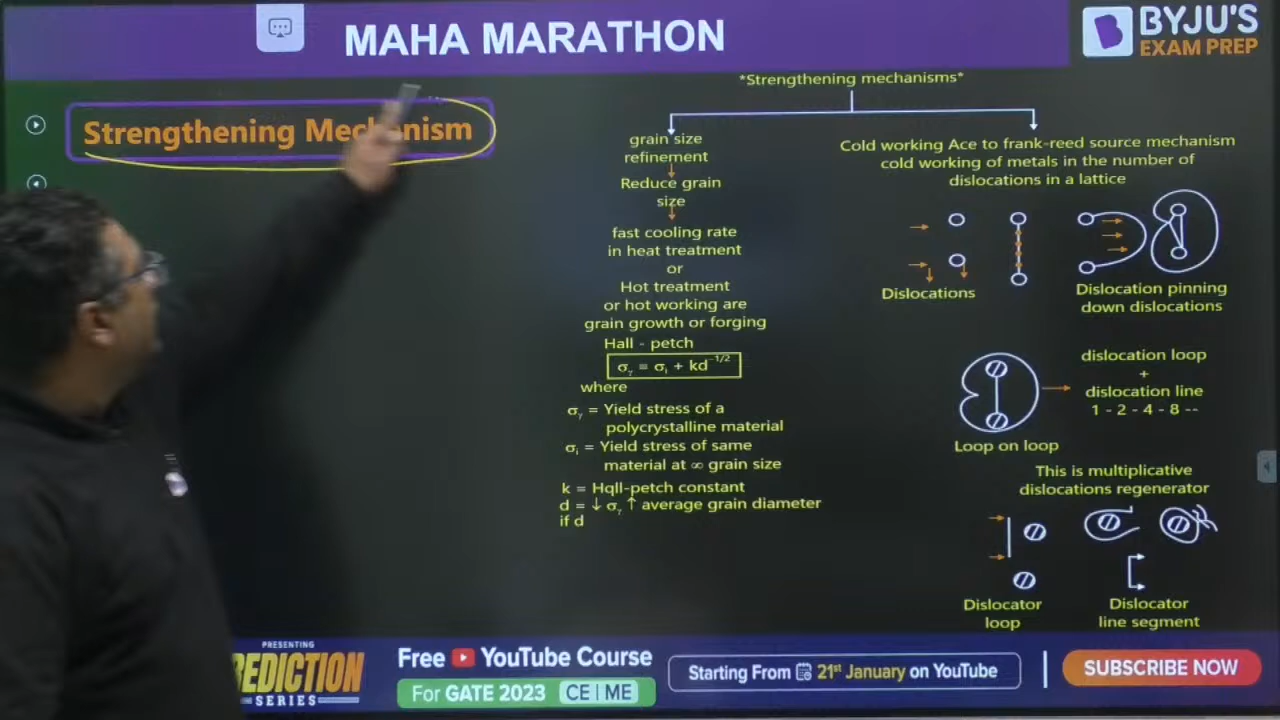 MAHA MARATHON
BYJU'S
EXAM PREP
Strengthening Mechanism
*Strengthening mechanisms*
grain size
refinement
Reduce grain
size
fast cooling rate
in heat treatment
or
Hot treatment
or hot working are
grain growth or forging
Hall - petch
σᵧ = σᵢ + kd⁻¹/²
where
σᵧ = Yield stress of a
polycrystalline material
σᵢ = Yield stress of same
material at ∞ grain size
k = Hqll-petch constant
d = ↓ σᵧ ↑ average grain diameter
if d
Cold working Ace to frank-reed source mechanism
cold working of metals in the number of
dislocations in a lattice
Dislocations
Dislocation pinning
down dislocations
dislocation loop
+
dislocation line
1 - 2 - 4 - 8 --
Loop on loop
This is multiplicative
dislocations regenerator
Dislocator
loop
Dislocator
line segment
PRESENTING
REDICTION
SERIES
Free YouTube Course
For GATE 2023 CE | ME
Starting From 21st January on YouTube
SUBSCRIBE NOW